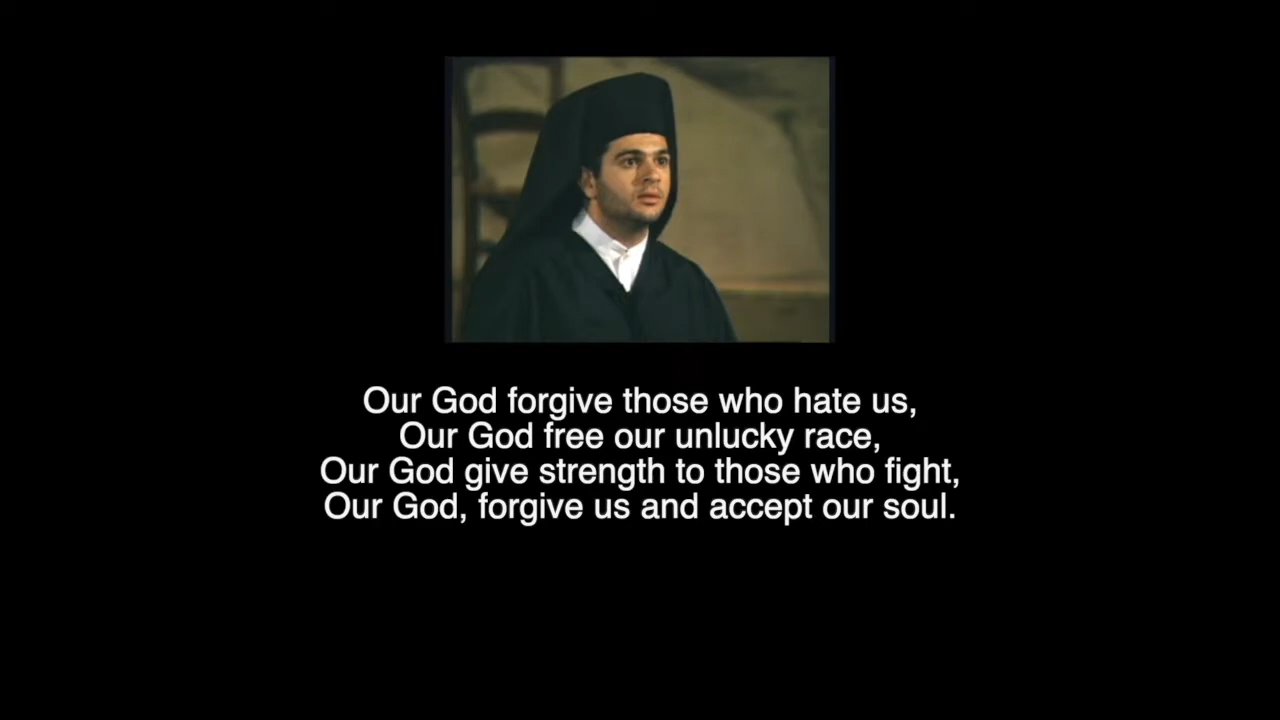 Our God forgive those who hate us,
Our God free our unlucky race,
Our God give strength to those who fight,
Our God, forgive us and accept our soul.